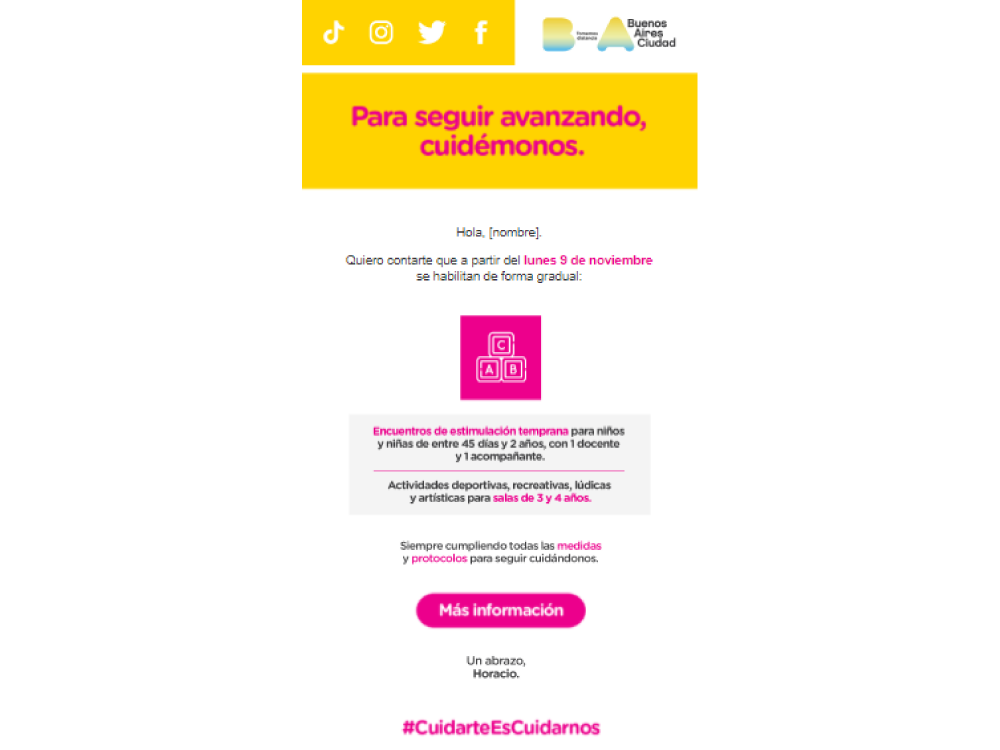 B
Fomentar
distancia
A
Buenos
Aires
Ciudad
Para seguir avanzando,
cuidémonos.
Hola, [nombre].
Quiero contarte que a partir del lunes 9 de noviembre
se habilitan de forma gradual:
C
A B
Encuentros de estimulación temprana para niños
y niñas de entre 45 días y 2 años, con 1 docente
y 1 acompañante.
Actividades deportivas, recreativas, lúdicas
y artísticas para salas de 3 y 4 años.
Siempre cumpliendo todas las medidas
y protocolos para seguir cuidándonos.
Más información
Un abrazo,
Horacio.
#CuidarteEsCuidarnos